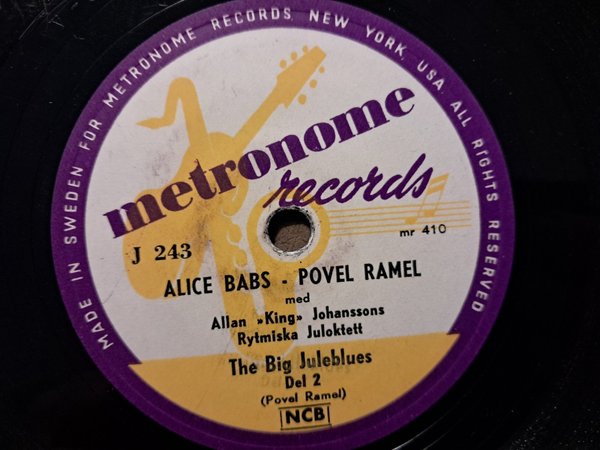 MADE IN SWEDEN FOR METRONOME RECORDS NEW YORK, USA. ALL RIGHTS RESERVED
metronome
records
J 243
mr 410
ALICE BABS - POVEL RAMEL
med
Allan »King» Johanssons
Rytmiska Juloktett
The Big Juleblues
Del 2
(Povel Ramel)
NCB